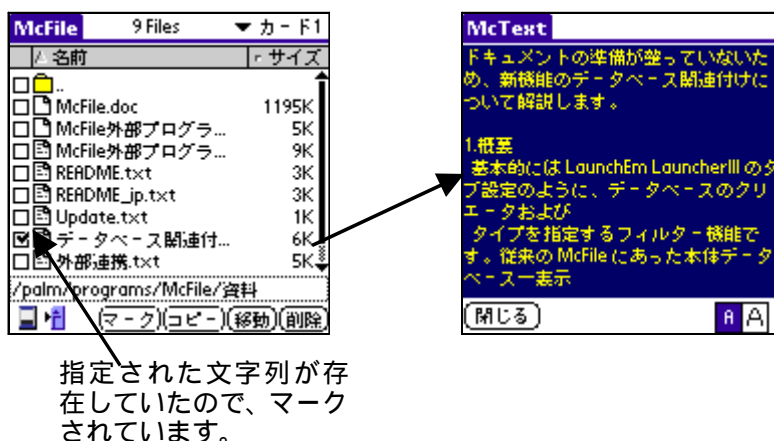 McFile 9 Files ▼ カード1
名前 サイズ
..
McFile.doc 1195K
McFile外部プログラ... 5K
McFile外部プログラ... 9K
README.txt 3K
README_jp.txt 3K
Update.txt 1K
データベース関連付... 6K
外部連携.txt 5K
/palm/programs/McFile/資料
マーク コピー 移動 削除
McText
ドキュメントの準備が整っていないた
め、新機能のデータベース関連付けに
ついて解説します。
1.概要
基本的には LaunchEm LauncherIII のタ
ブ設定のように、データベースのクリ
エータおよび
タイプを指定するフィルター機能で
す。従来の McFile にあった本体データ
ベース一表示
閉じる A A
指定された文字列が存
在していたので、マーク
されています。